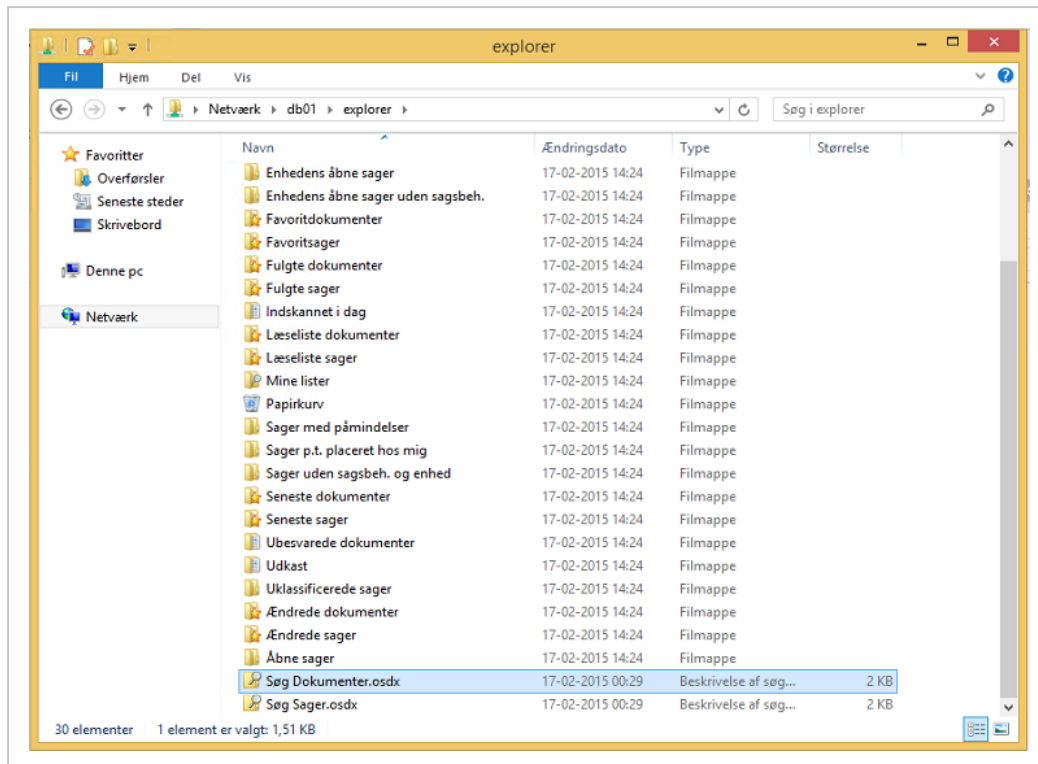 explorer
Fil Hjem Del Vis
Netværk db01 explorer Søg i explorer
Navn Ændringsdato Type Størrelse
Favoritter
Overførsler
Seneste steder
Skrivebord
Denne pc
Netværk
Enhedens åbne sager 17-02-2015 14:24 Filmappe
Enhedens åbne sager uden sagsbeh. 17-02-2015 14:24 Filmappe
Favoritdokumenter 17-02-2015 14:24 Filmappe
Favoritsager 17-02-2015 14:24 Filmappe
Fulgte dokumenter 17-02-2015 14:24 Filmappe
Fulgte sager 17-02-2015 14:24 Filmappe
Indskannet i dag 17-02-2015 14:24 Filmappe
Læseliste dokumenter 17-02-2015 14:24 Filmappe
Læseliste sager 17-02-2015 14:24 Filmappe
Mine lister 17-02-2015 14:24 Filmappe
Papirkurv 17-02-2015 14:24 Filmappe
Sager med påmindelser 17-02-2015 14:24 Filmappe
Sager p.t. placeret hos mig 17-02-2015 14:24 Filmappe
Sager uden sagsbeh. og enhed 17-02-2015 14:24 Filmappe
Seneste dokumenter 17-02-2015 14:24 Filmappe
Seneste sager 17-02-2015 14:24 Filmappe
Ubesvarede dokumenter 17-02-2015 14:24 Filmappe
Udkast 17-02-2015 14:24 Filmappe
Uklassificerede sager 17-02-2015 14:24 Filmappe
Ændrede dokumenter 17-02-2015 14:24 Filmappe
Ændrede sager 17-02-2015 14:24 Filmappe
Åbne sager 17-02-2015 14:24 Filmappe
Søg Dokumenter.osdx 17-02-2015 00:29 Beskrivelse af søg... 2 KB
Søg Sager.osdx 17-02-2015 00:29 Beskrivelse af søg... 2 KB
30 elementer 1 element er valgt: 1,51 KB